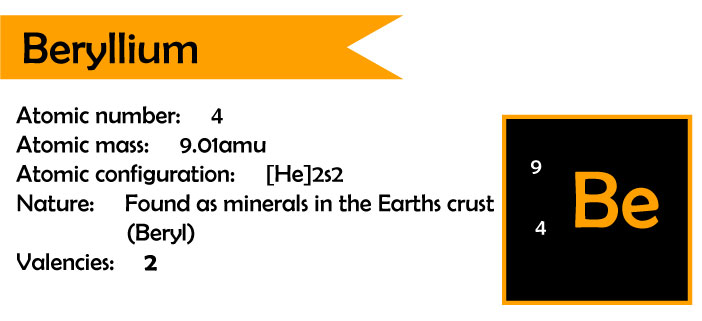 Beryllium
Atomic number: 4
Atomic mass: 9.01amu
Atomic configuration: [He]2s2
Nature: Found as minerals in the Earths crust
(Beryl)
Valencies: 2
9
Be
4